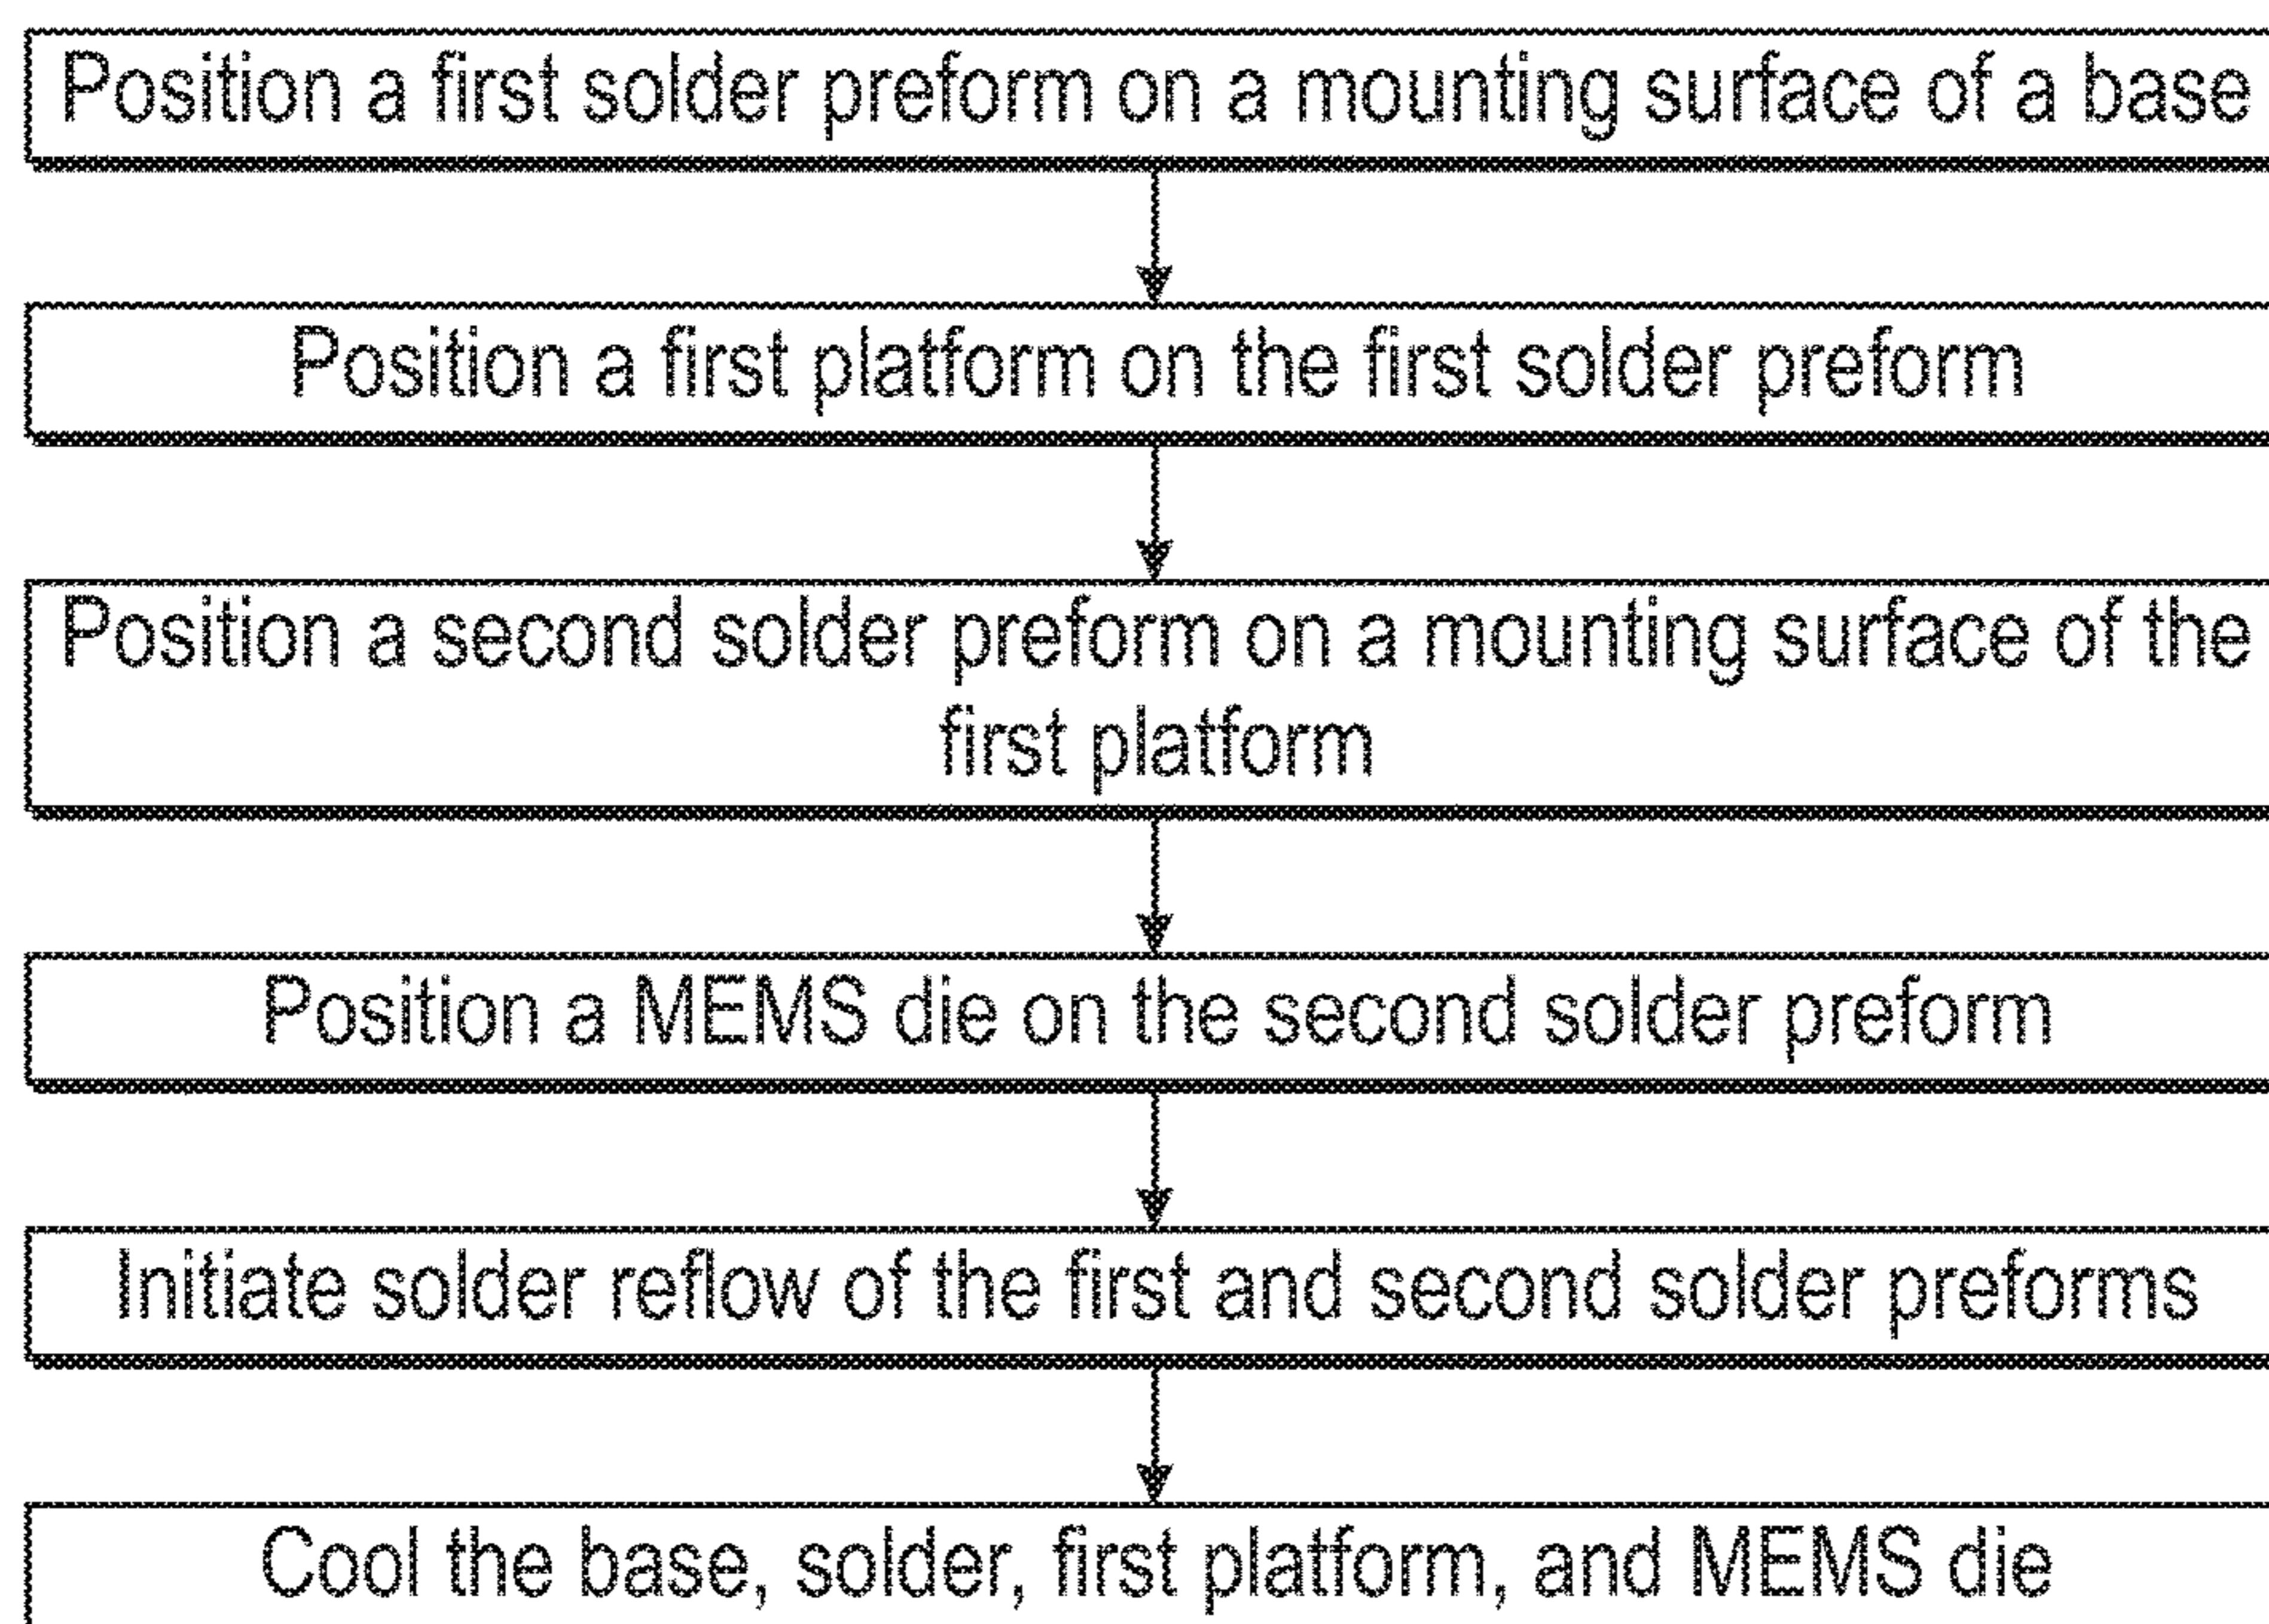 Position a first solder preform on a mounting surface of a base
Position a first platform on the first solder preform
Position a second solder preform on a mounting surface of the
first platform
Position a MEMS die on the second solder preform
Initiate solder reflow of the first and second solder preforms
Cool the base, solder, first platform, and MEMS die